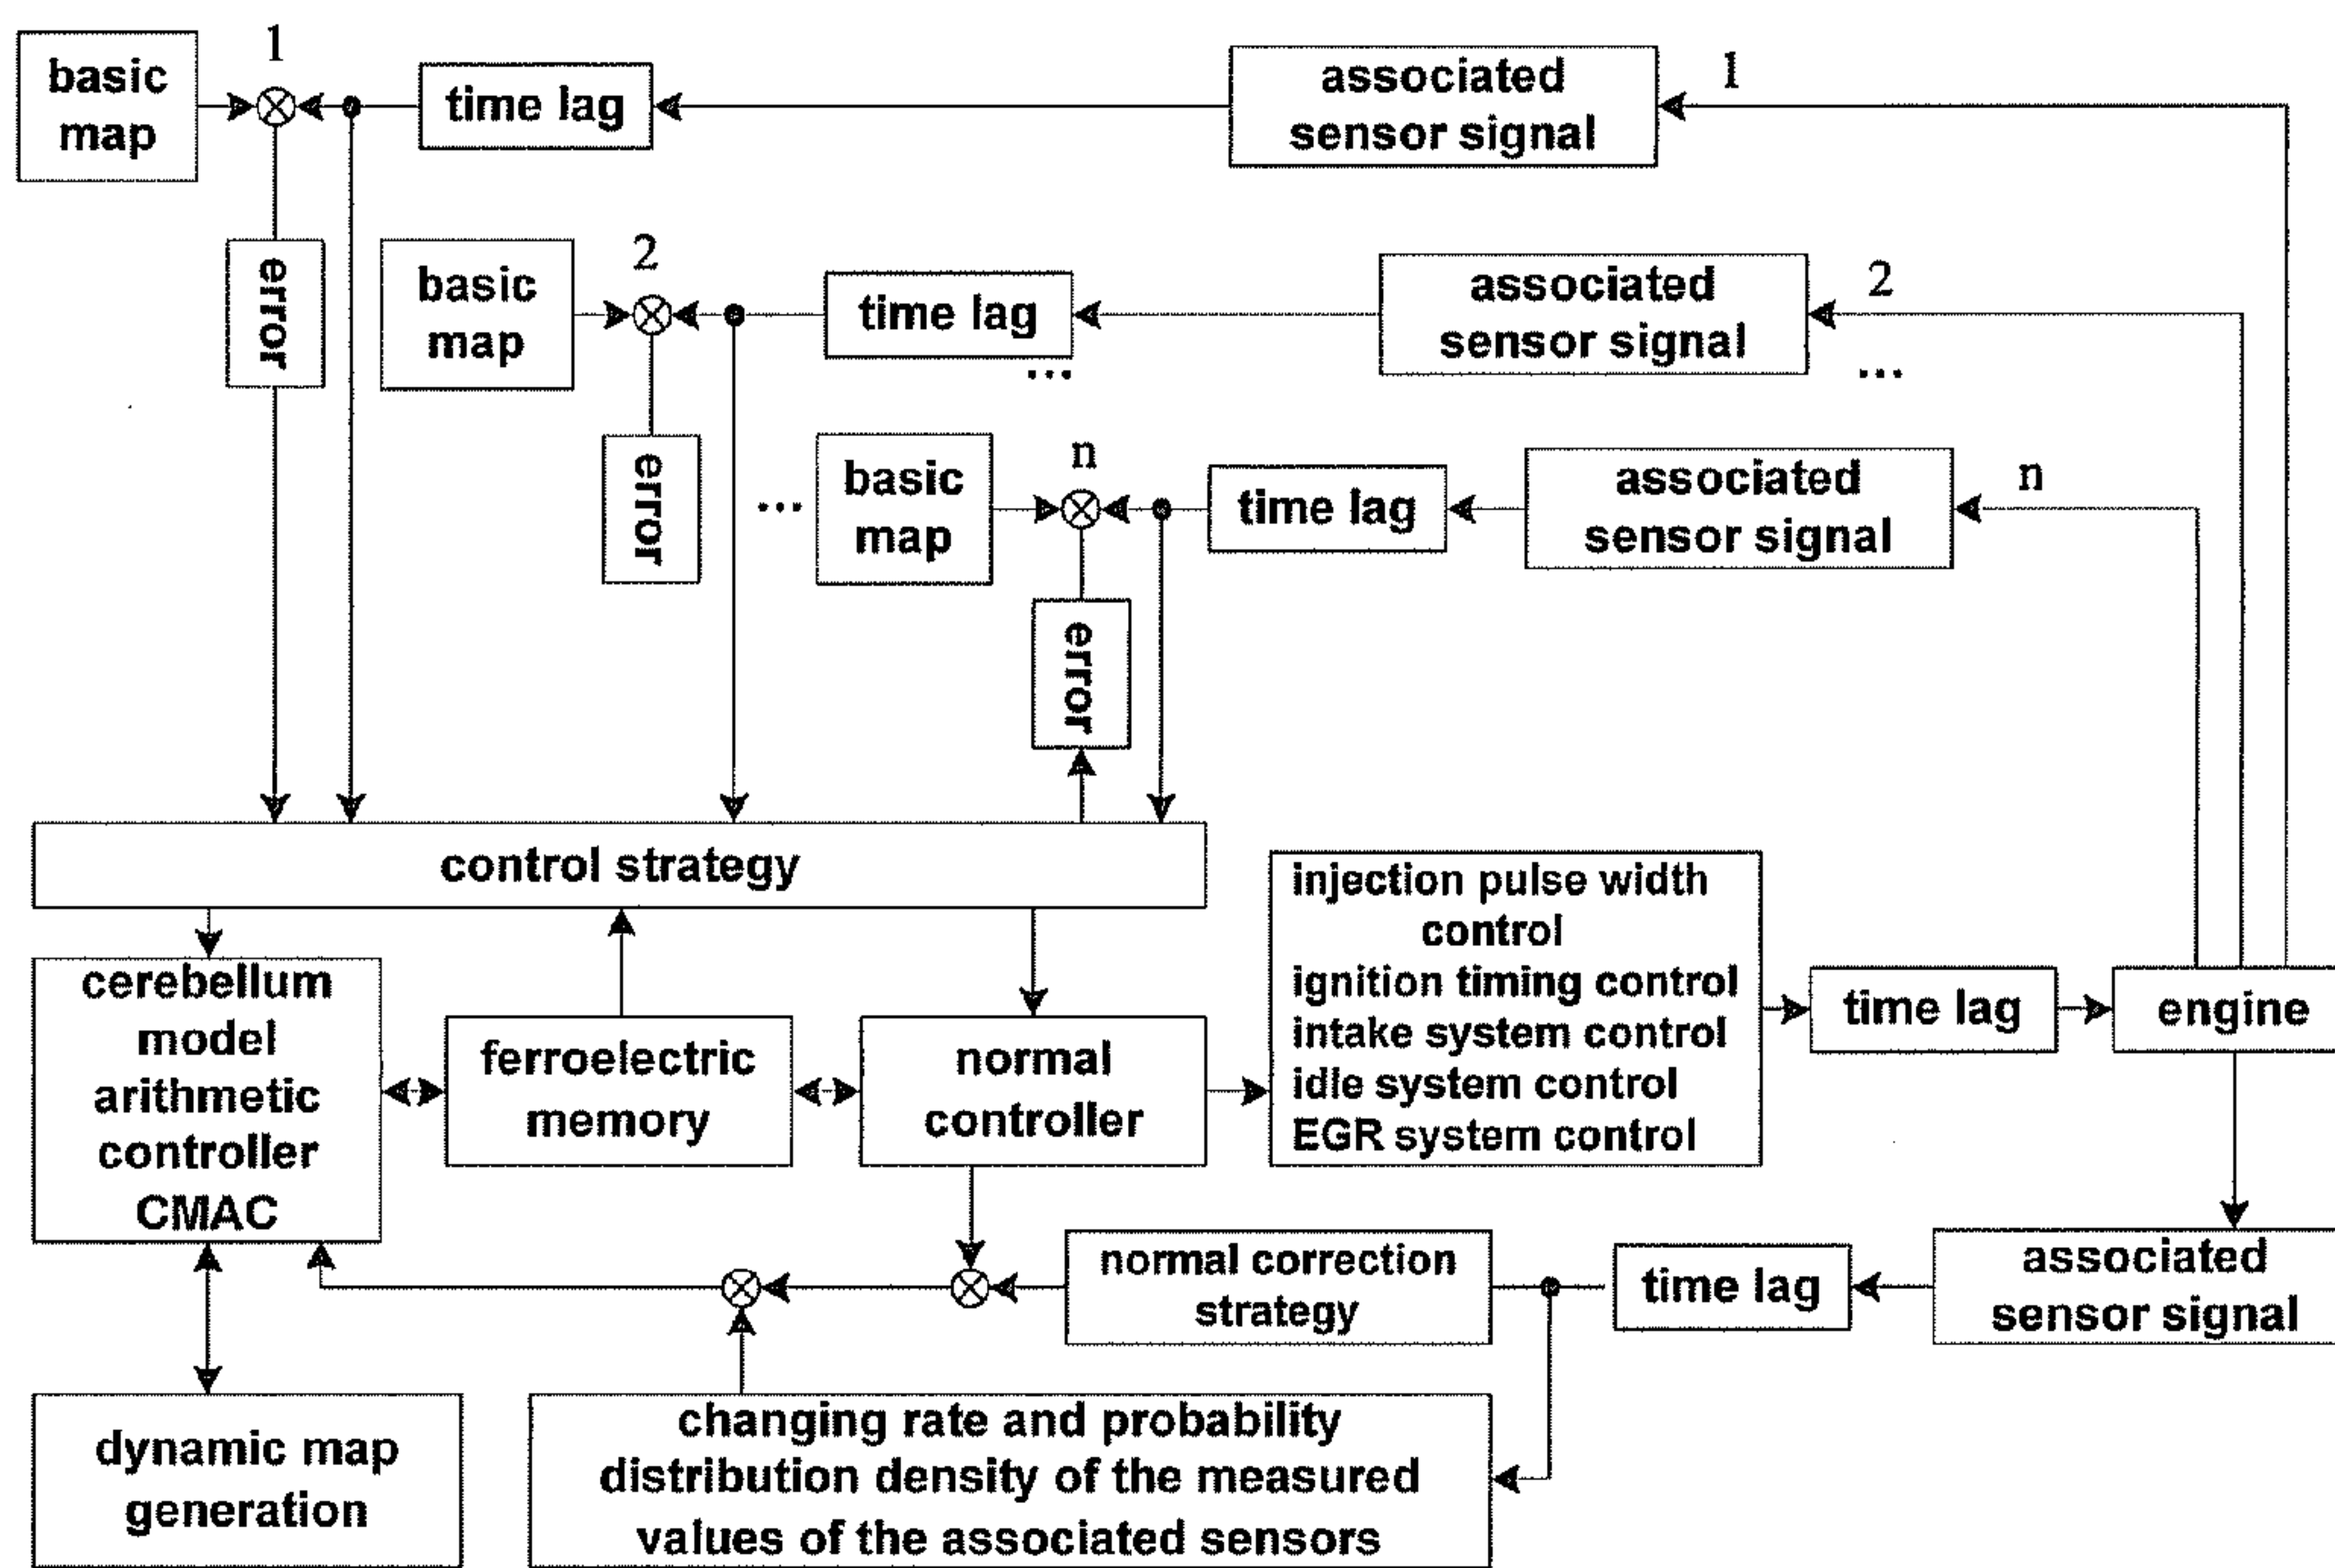 1
basic
map
time lag
associated
sensor signal
1
error
2
basic
map
time lag
...
associated
sensor signal
2
...
error
...
basic
map
n
time lag
associated
sensor signal
n
error
control strategy
cerebellum
model
arithmetic
controller
CMAC
ferroelectric
memory
normal
controller
injection pulse width
control
ignition timing control
intake system control
idle system control
EGR system control
time lag
engine
normal correction
strategy
time lag
associated
sensor signal
dynamic map
generation
changing rate and probability
distribution density of the measured
values of the associated sensors